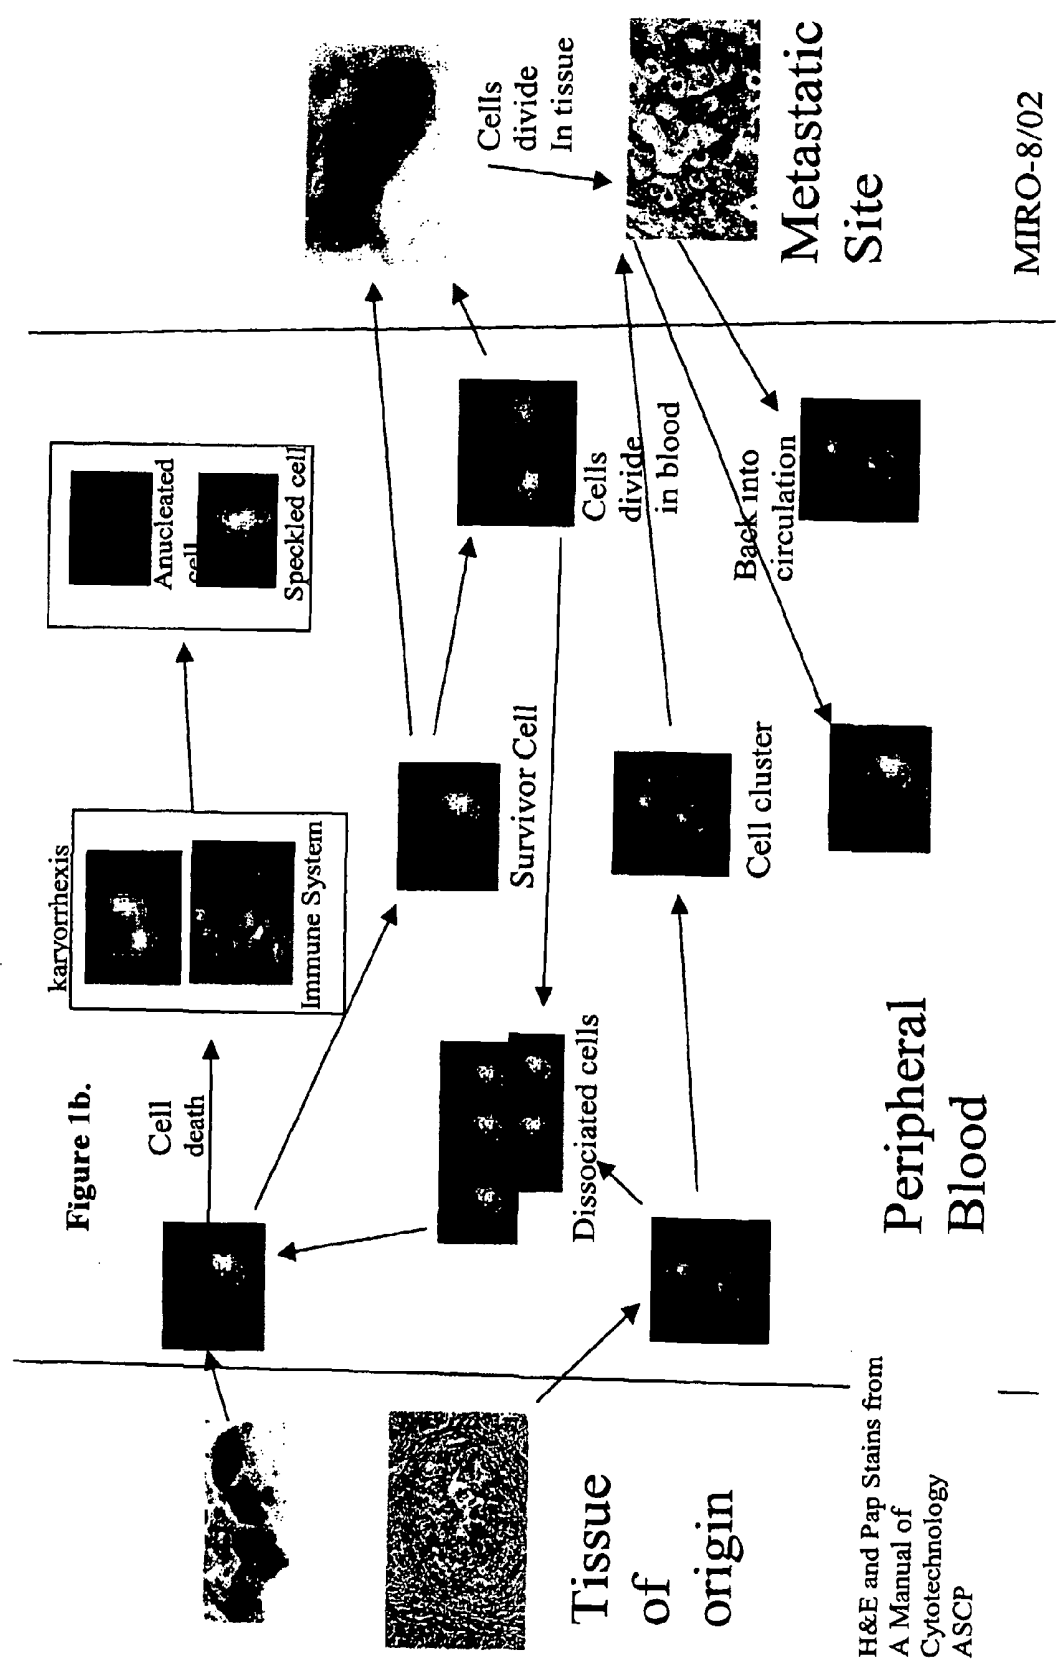 Figure 1b.
Cell
death
karyorrhexis
Immune System
Anucleated
cell
Speckled cell
Survivor Cell
Dissociated cells
Cells
divide
in blood
Cell cluster
Back into
circulation
Cells
divide
In tissue
Tissue
of
origin
Peripheral
Blood
Metastatic
Site
H&E and Pap Stains from
A Manual of
Cytotechnology
ASCP
MIRO-8/02